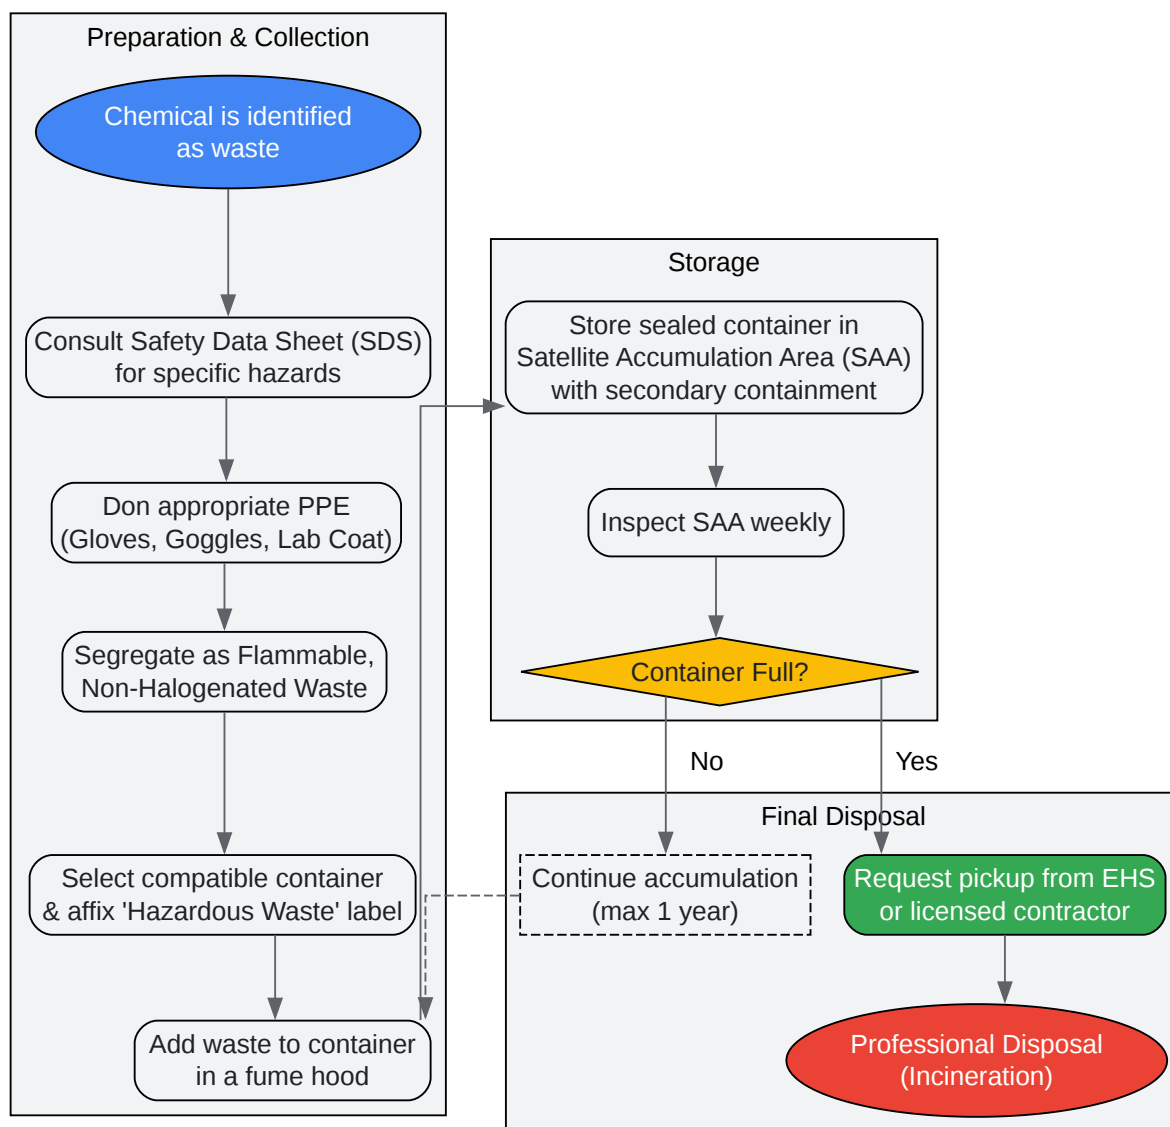 Preparation & Collection
Chemical is identified
as waste
Consult Safety Data Sheet (SDS)
for specific hazards
Don appropriate PPE
(Gloves, Goggles, Lab Coat)
Segregate as Flammable,
Non-Halogenated Waste
Select compatible container
& affix 'Hazardous Waste' label
Add waste to container
in a fume hood
Storage
Store sealed container in
Satellite Accumulation Area (SAA)
with secondary containment
Inspect SAA weekly
Container Full?
No
Yes
Final Disposal
Continue accumulation
(max 1 year)
Request pickup from EHS
or licensed contractor
Professional Disposal
(Incineration)